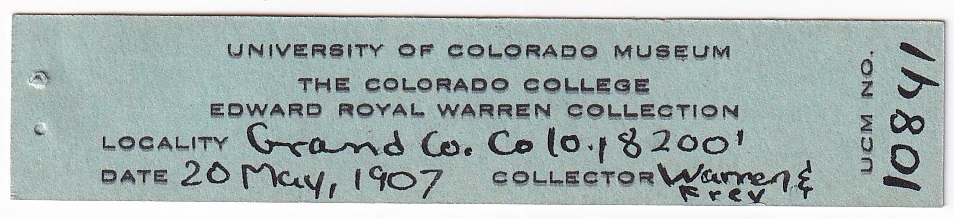 UNIVERSITY OF COLORADO MUSEUM
THE COLORADO COLLEGE
EDWARD ROYAL WARREN COLLECTION
LOCALITY Grand Co. Colo., 8200'
DATE 20 May, 1907 COLLECTOR Warren &
Frey
UCM NO. 10841